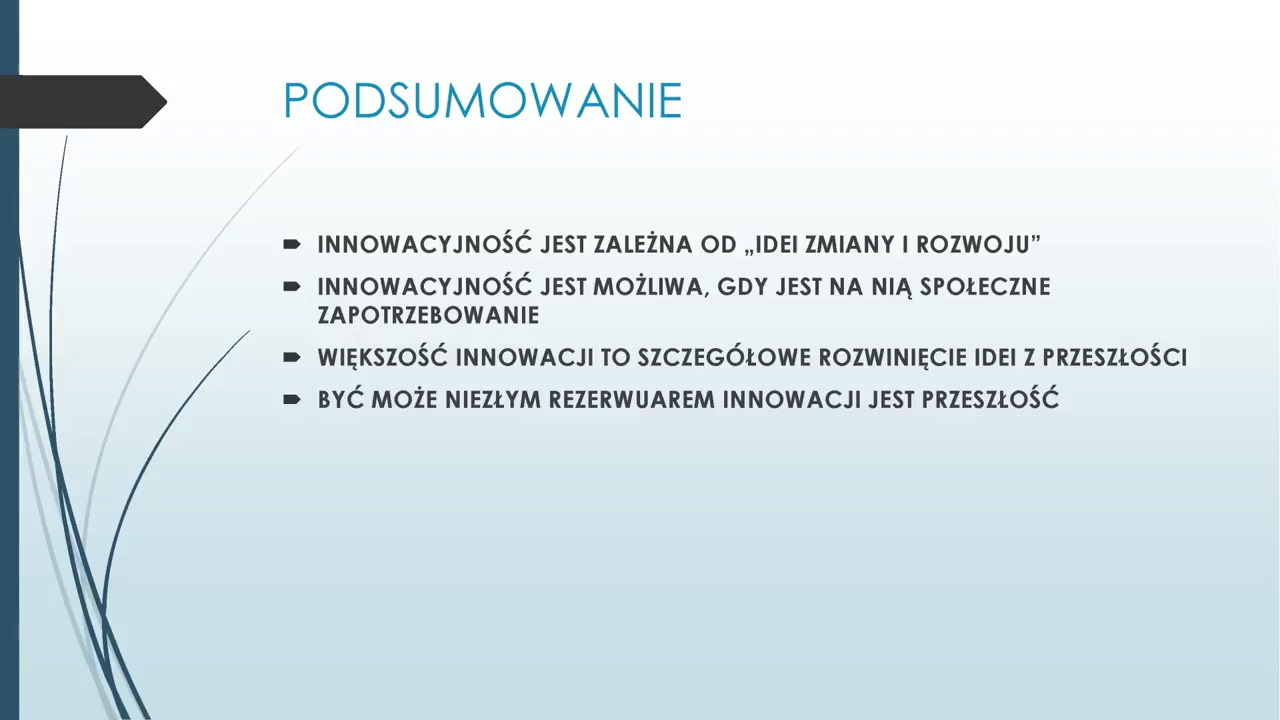 PODSUMOWANIE
INNOWACYJNOŚĆ JEST ZALEŻNA OD „IDEI ZMIANY I ROZWOJU”
INNOWACYJNOŚĆ JEST MOŻLIWA, GDY JEST NA NIĄ SPOŁECZNE
ZAPOTRZEBOWANIE
WIĘKSZOŚĆ INNOWACJI TO SZCZEGÓŁOWE ROZWINIĘCIE IDEI Z PRZESZŁOŚCI
BYĆ MOŻE NIEZŁYM REZERWUAREM INNOWACJI JEST PRZESZŁOŚĆ